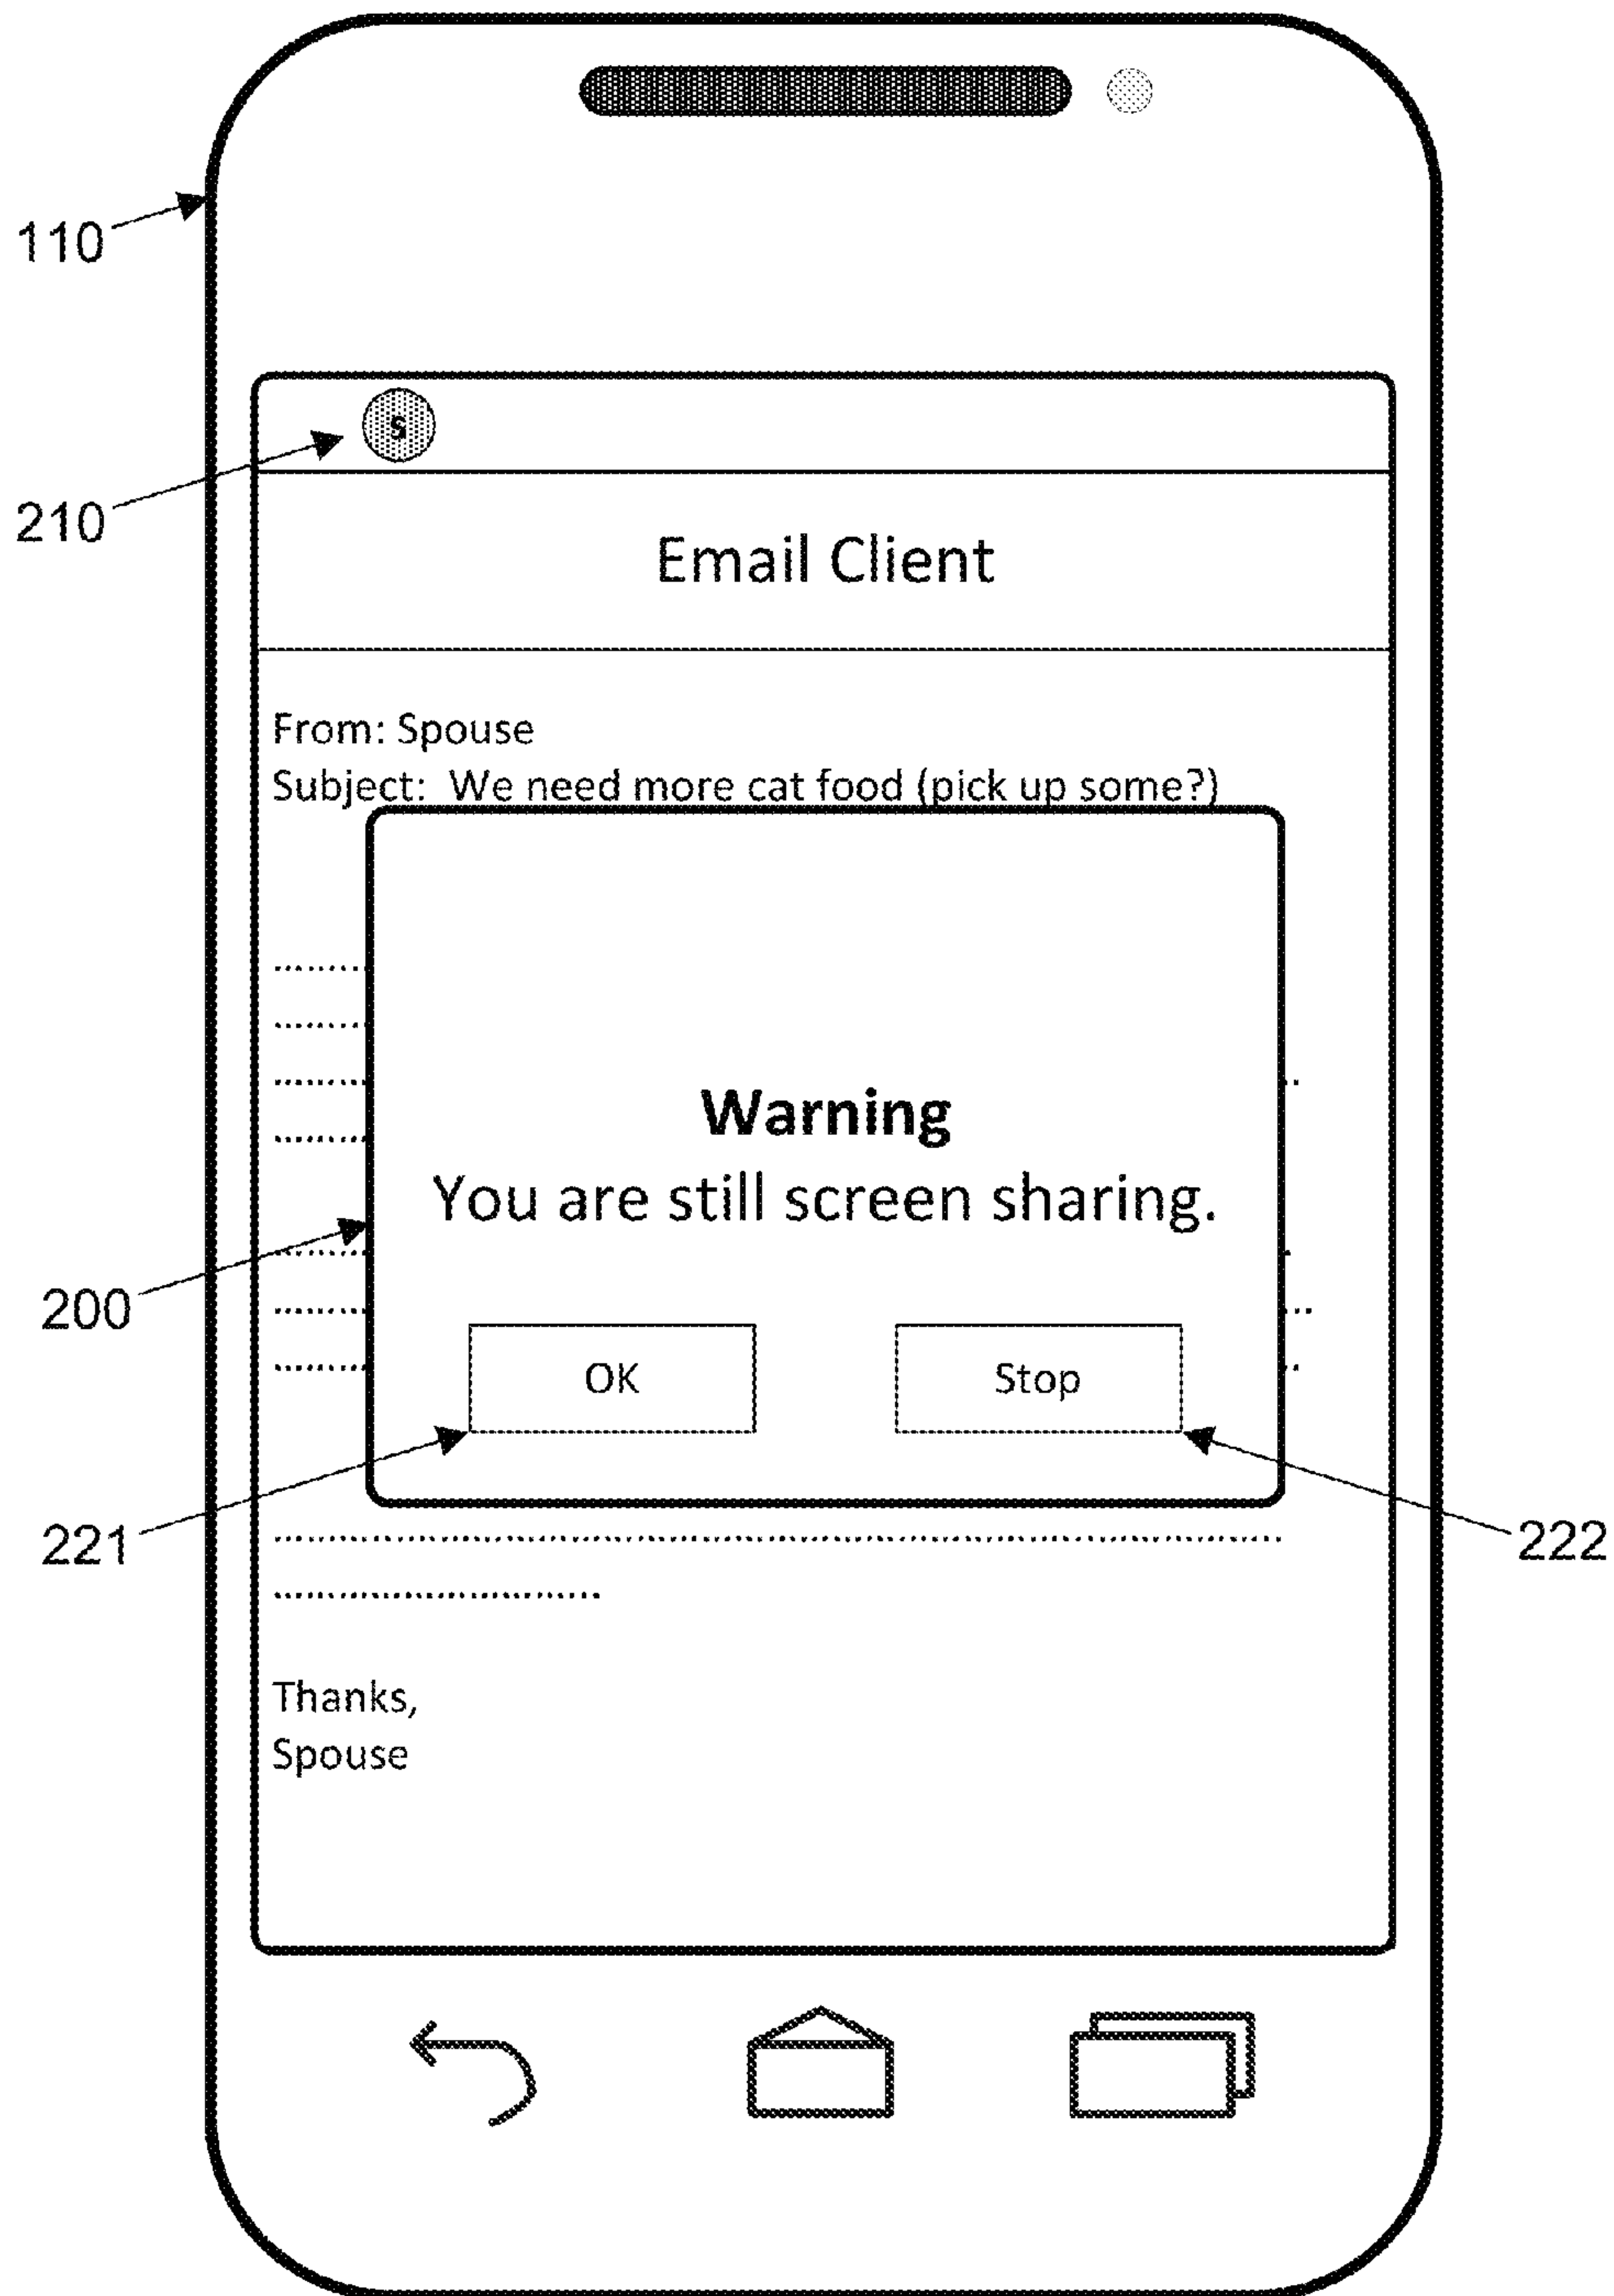 110
S
210
Email Client
From: Spouse
Subject: We need more cat food (pick up some?)
Warning
You are still screen sharing.
200
OK
Stop
221
222
Thanks,
Spouse